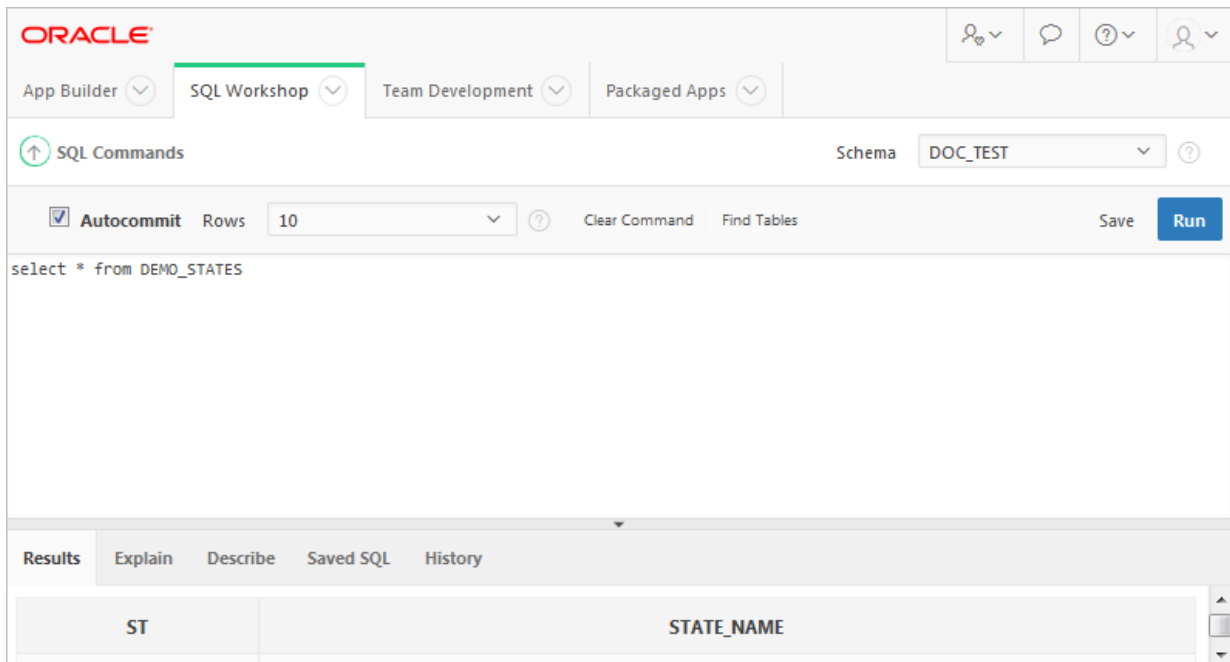 ORACLE
App Builder SQL Workshop Team Development Packaged Apps
SQL Commands Schema DOC_TEST
Autocommit Rows 10 Clear Command Find Tables Save Run
select * from DEMO_STATES
Results Explain Describe Saved SQL History
ST STATE_NAME